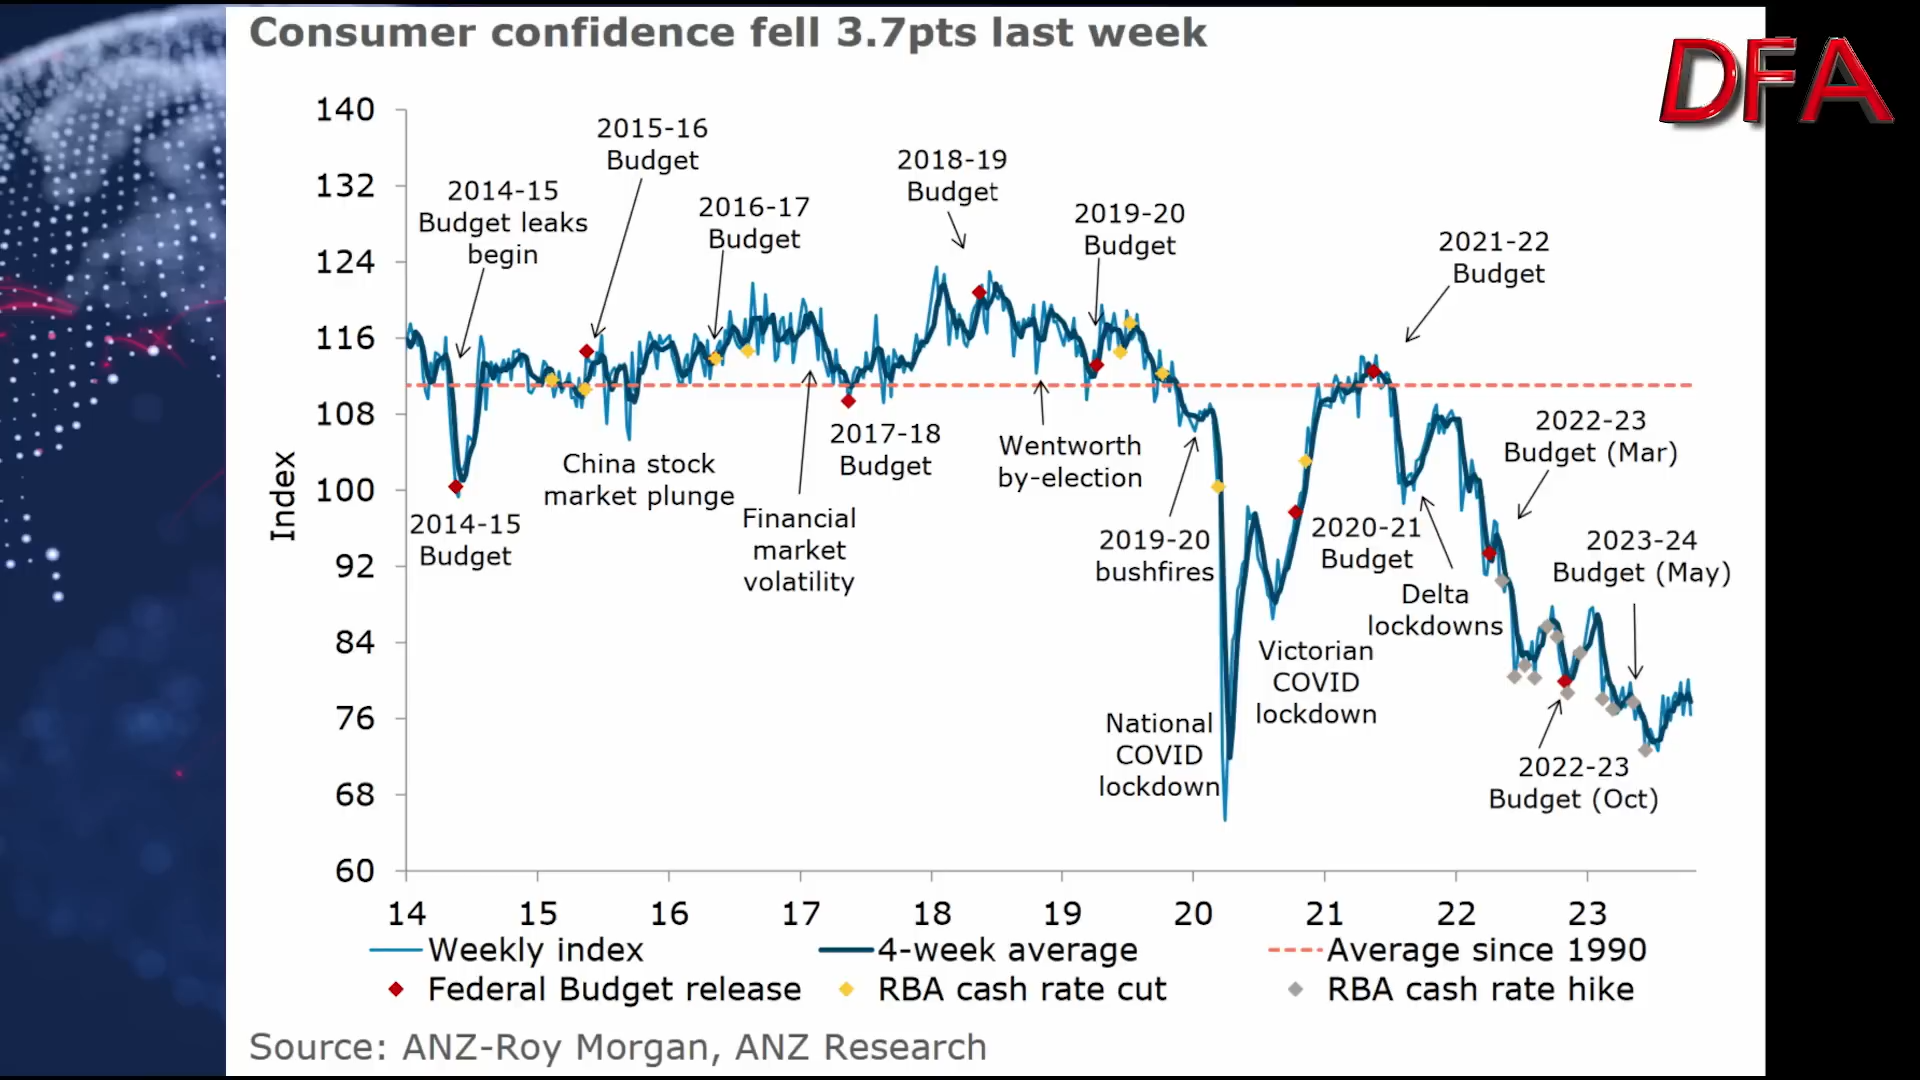 Consumer confidence fell 3.7pts last week
DFA
140
132
124
116
108
100
92
84
76
68
60
Index
14
15
16
17
18
19
20
21
22
23
2014-15
Budget leaks
begin
2015-16
Budget
2016-17
Budget
2018-19
Budget
2019-20
Budget
2021-22
Budget
2014-15
Budget
China stock
market plunge
Financial
market
volatility
2017-18
Budget
Wentworth
by-election
2019-20
bushfires
National
COVID
lockdown
2020-21
Budget
Victorian
COVID
lockdown
Delta
lockdowns
2022-23
Budget (Mar)
2023-24
Budget (May)
2022-23
Budget (Oct)
Weekly index
4-week average
Average since 1990
Federal Budget release
RBA cash rate cut
RBA cash rate hike
Source: ANZ-Roy Morgan, ANZ Research